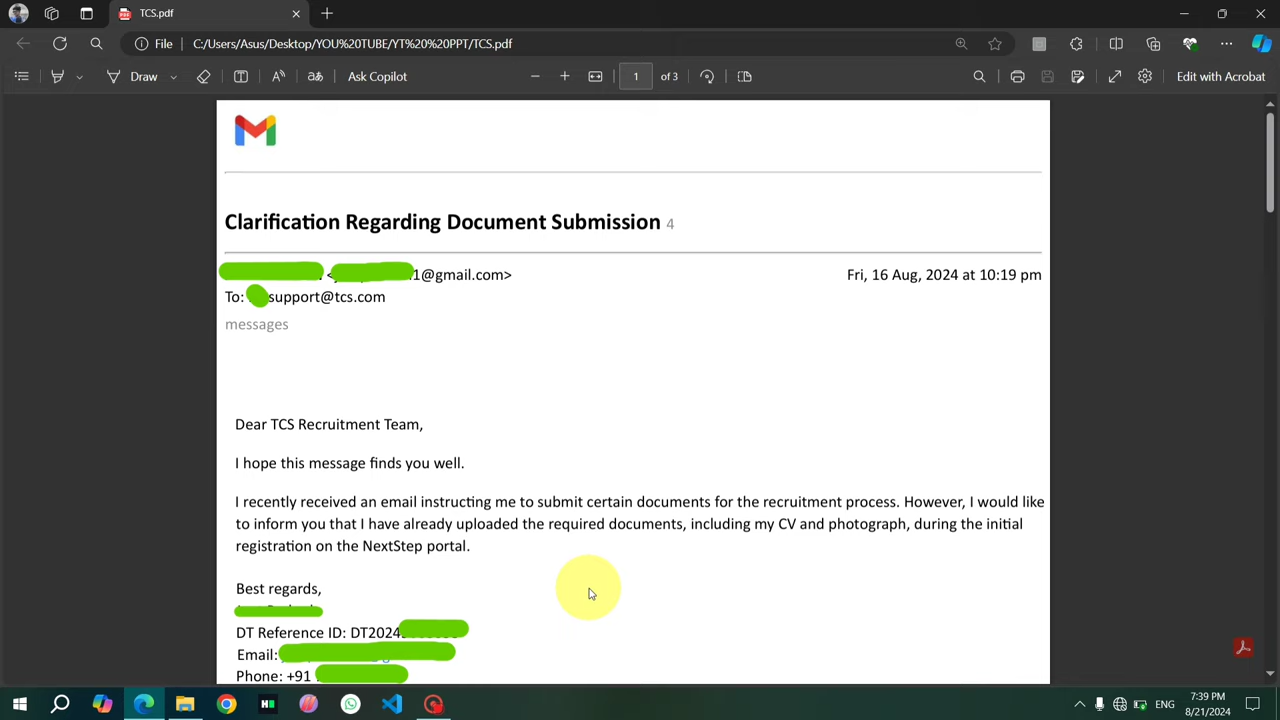 TCS.pdf
File
C:/Users/Asus/Desktop/YOU%20TUBE/YT%20%20PPT/TCS.pdf
Draw
Ask Copilot
1 of 3
Edit with Acrobat
Clarification Regarding Document Submission 4
1@gmail.com>
Fri, 16 Aug, 2024 at 10:19 pm
To: support@tcs.com
messages
Dear TCS Recruitment Team,
I hope this message finds you well.
I recently received an email instructing me to submit certain documents for the recruitment process. However, I would like
to inform you that I have already uploaded the required documents, including my CV and photograph, during the initial
registration on the NextStep portal.
Best regards,
DT Reference ID: DT2024
Email:
Phone: +91
ENG
7:39 PM
8/21/2024